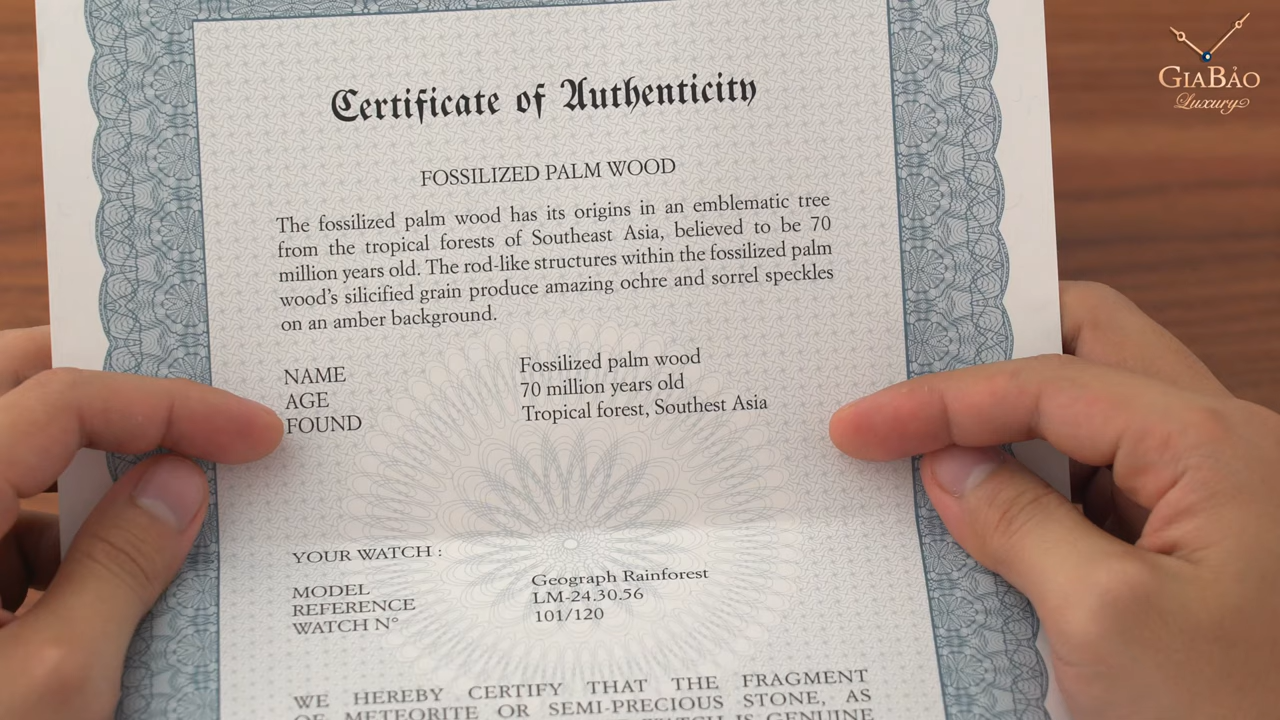 GIABẢO
Luxury
Certificate of Authenticity
FOSSILIZED PALM WOOD
The fossilized palm wood has its origins in an emblematic tree
from the tropical forests of Southeast Asia, believed to be 70
million years old. The rod-like structures within the fossilized palm
wood's silicified grain produce amazing ochre and sorrel speckles
on an amber background.
NAME Fossilized palm wood
AGE 70 million years old
FOUND Tropical forest, Southest Asia
YOUR WATCH :
MODEL Geograph Rainforest
REFERENCE LM-24.30.56
WATCH N° 101/120
WE HEREBY CERTIFY THAT THE FRAGMENT
OF METEORITE OR SEMI-PRECIOUS STONE, AS
WATCH IS GENUINE